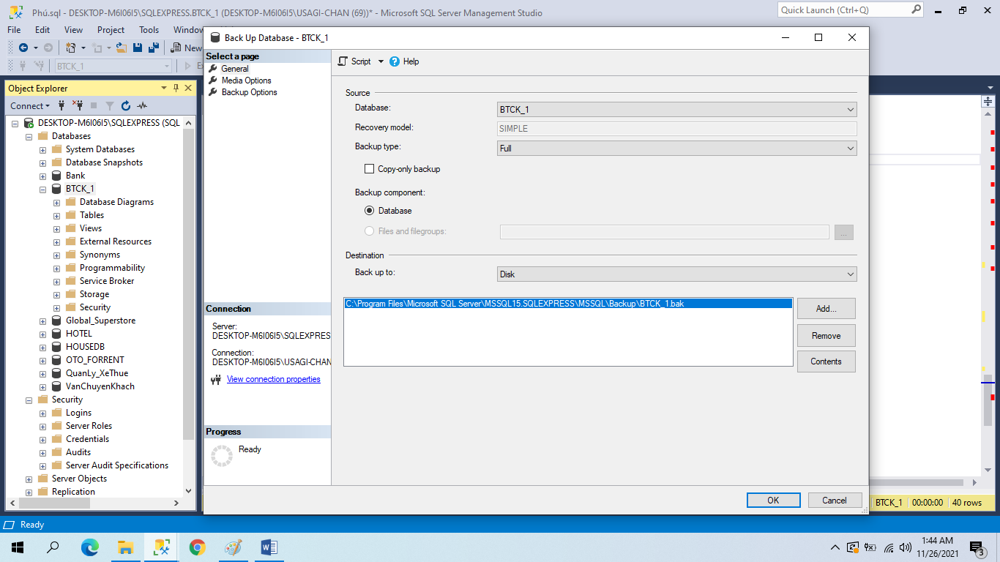 Phú.sql - DESKTOP-M6I06I5\SQLEXPRESS.BTCK_1 (DESKTOP-M6I06I5\USAGI-CHAN (69))* - Microsoft SQL Server Management Studio
Quick Launch (Ctrl+Q)
File Edit View Project Tools Window
New
BTCK_1
Object Explorer
Connect
DESKTOP-M6I06I5\SQLEXPRESS (SQL
Databases
System Databases
Database Snapshots
Bank
BTCK_1
Database Diagrams
Tables
Views
External Resources
Synonyms
Programmability
Service Broker
Storage
Security
Global_Superstore
HOTEL
HOUSEDB
OTO_FORRENT
QuanLy_XeThue
VanChuyenKhach
Security
Logins
Server Roles
Credentials
Audits
Server Audit Specifications
Server Objects
Replication
Back Up Database - BTCK_1
Select a page
General
Media Options
Backup Options
Connection
Server:
DESKTOP-M6I06I5\SQLEXPRESS
Connection:
DESKTOP-M6I06I5\USAGI-CHAN
View connection properties
Progress
Ready
Script Help
Source
Database: BTCK_1
Recovery model: SIMPLE
Backup type: Full
Copy-only backup
Backup component:
Database
Files and filegroups:
...
Destination
Back up to: Disk
C:\Program Files\Microsoft SQL Server\MSSQL15.SQLEXPRESS\MSSQL\Backup\BTCK_1.bak
Add...
Remove
Contents
OK Cancel
BTCK_1 00:00:00 40 rows
Ready
1:44 AM
11/26/2021
3